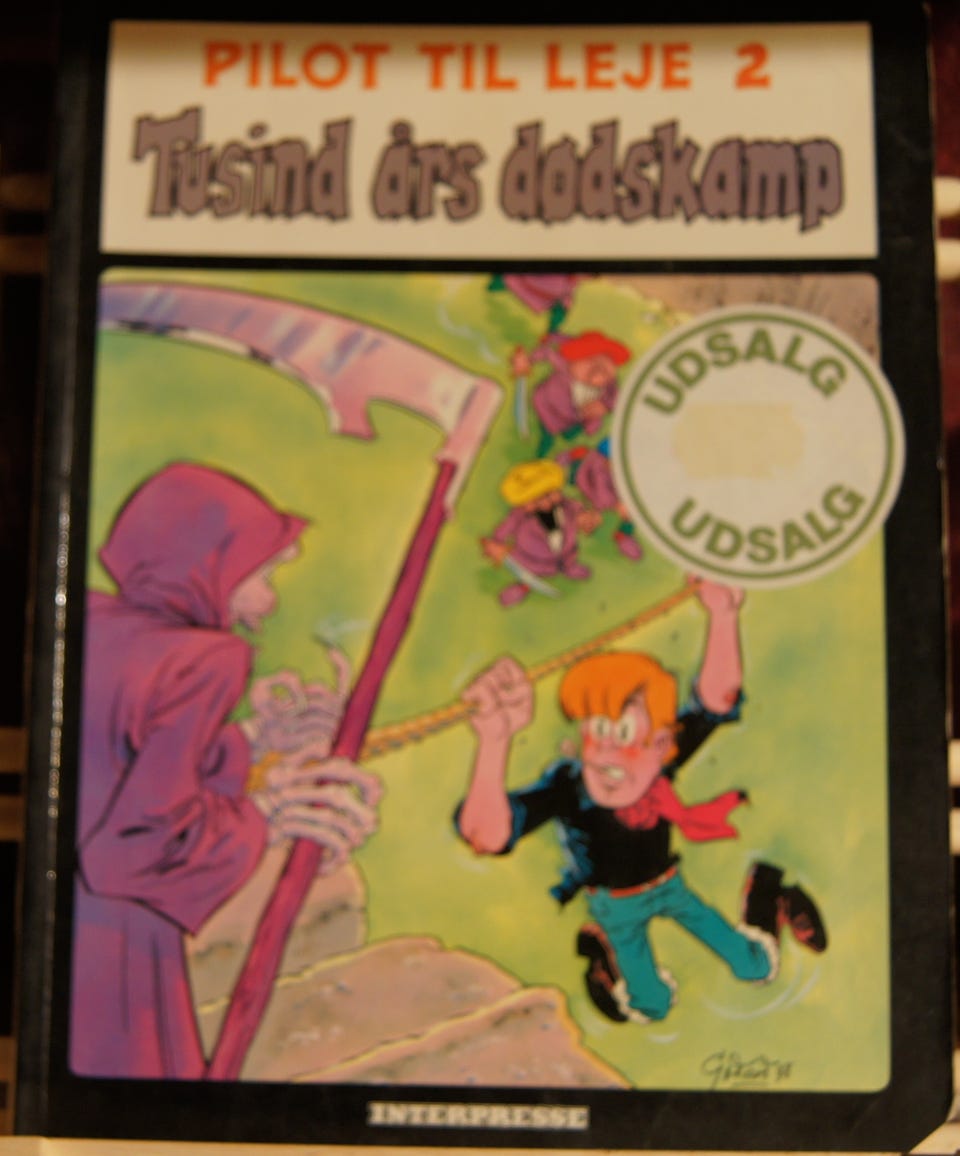 PILOT TIL LEJE 2
Tusind års dødskamp
UDSALG
UDSALG
INTERPRESSE